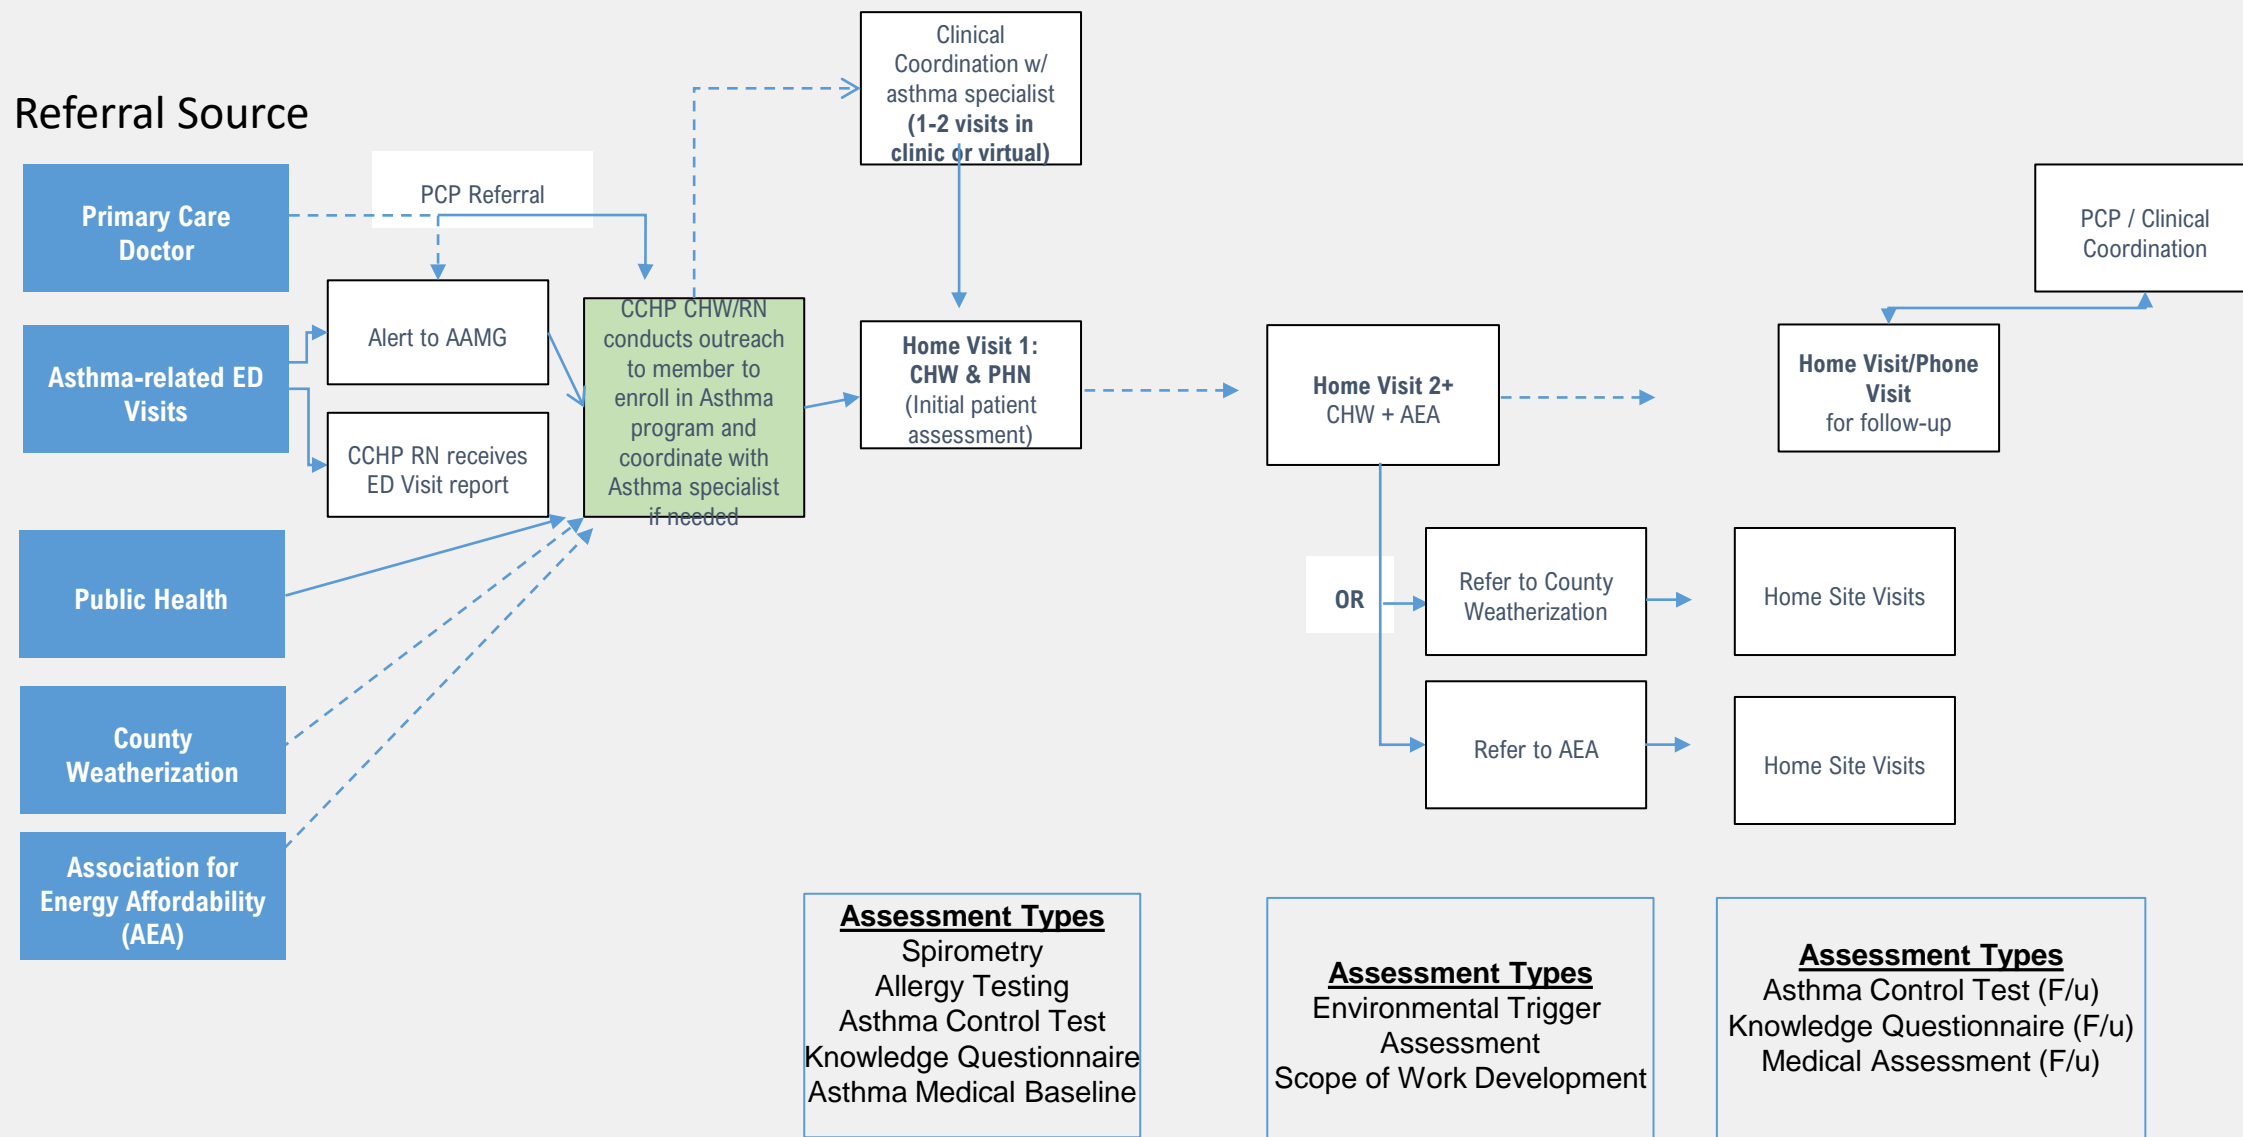 Referral Source
Primary Care
Doctor
Asthma-related ED
Visits
Public Health
County
Weatherization
Association for
Energy Affordability
(AEA)
PCP Referral
Alert to AAMG
CCHP RN receives
ED Visit report
CCHP CHW/RN
conducts outreach
to member to
enroll in Asthma
program and
coordinate with
Asthma specialist
if needed
Clinical
Coordination w/
asthma specialist
(1-2 visits in
clinic or virtual)
Home Visit 1:
CHW & PHN
(Initial patient
assessment)
Home Visit 2+
CHW + AEA
OR
Refer to County
Weatherization
Refer to AEA
Home Visit/Phone
Visit
for follow-up
PCP / Clinical
Coordination
Home Site Visits
Home Site Visits
Assessment Types
Spirometry
Allergy Testing
Asthma Control Test
Knowledge Questionnaire
Asthma Medical Baseline
Assessment Types
Environmental Trigger
Assessment
Scope of Work Development
Assessment Types
Asthma Control Test (F/u)
Knowledge Questionnaire (F/u)
Medical Assessment (F/u)